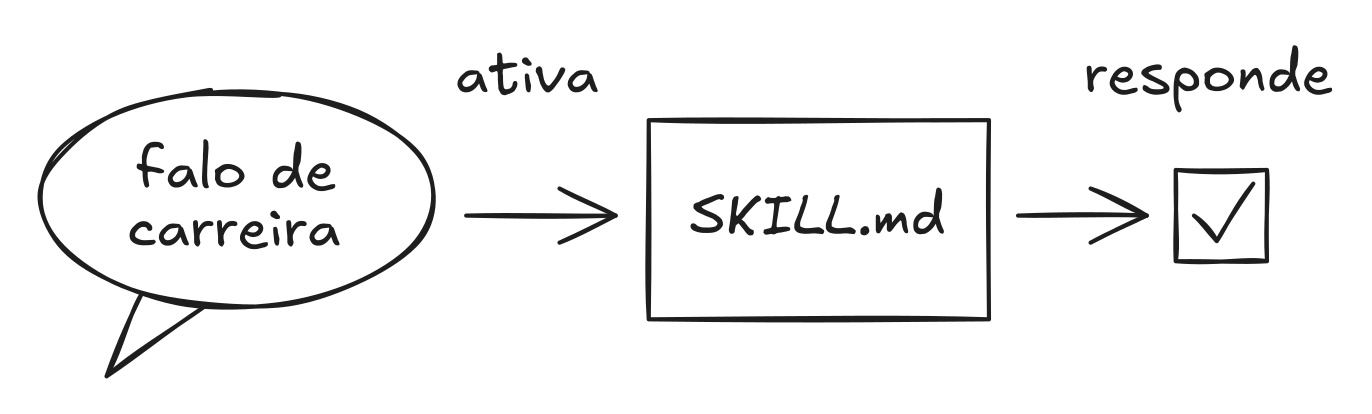 ativa
responde
falo de
carreira
SKILL.md